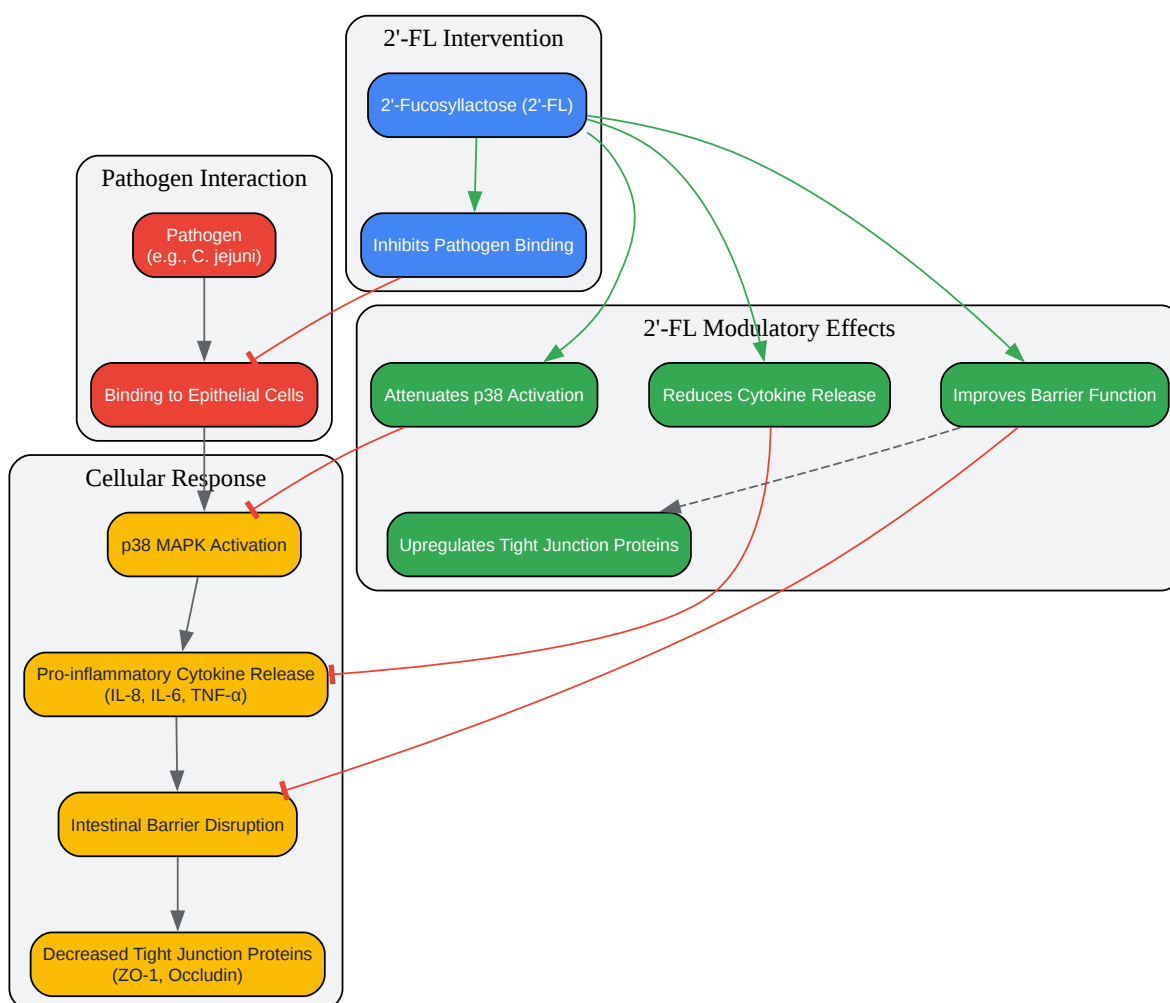 2'-FL Intervention
2'-Fucosyllactose (2'-FL)
Inhibits Pathogen Binding
Pathogen Interaction
Pathogen
(e.g., C. jejuni)
Binding to Epithelial Cells
2'-FL Modulatory Effects
Attenuates p38 Activation
Reduces Cytokine Release
Improves Barrier Function
Upregulates Tight Junction Proteins
Cellular Response
p38 MAPK Activation
Pro-inflammatory Cytokine Release
(IL-8, IL-6, TNF-α)
Intestinal Barrier Disruption
Decreased Tight Junction Proteins
(ZO-1, Occludin)